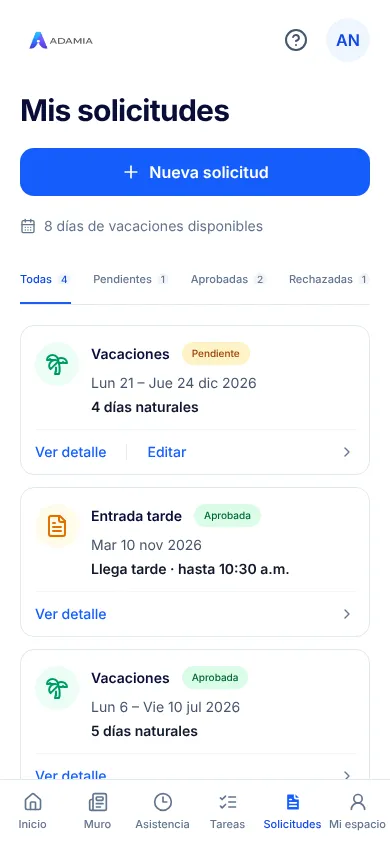 ADAMIA
AN
Mis solicitudes
Nueva solicitud
8 días de vacaciones disponibles
Todas 4 Pendientes 1 Aprobadas 2 Rechazadas 1
Vacaciones Pendiente
Lun 21 – Jue 24 dic 2026
4 días naturales
Ver detalle Editar
Entrada tarde Aprobada
Mar 10 nov 2026
Llega tarde · hasta 10:30 a.m.
Ver detalle
Vacaciones Aprobada
Lun 6 – Vie 10 jul 2026
5 días naturales
Ver detalle
Inicio Muro Asistencia Tareas Solicitudes Mi espacio